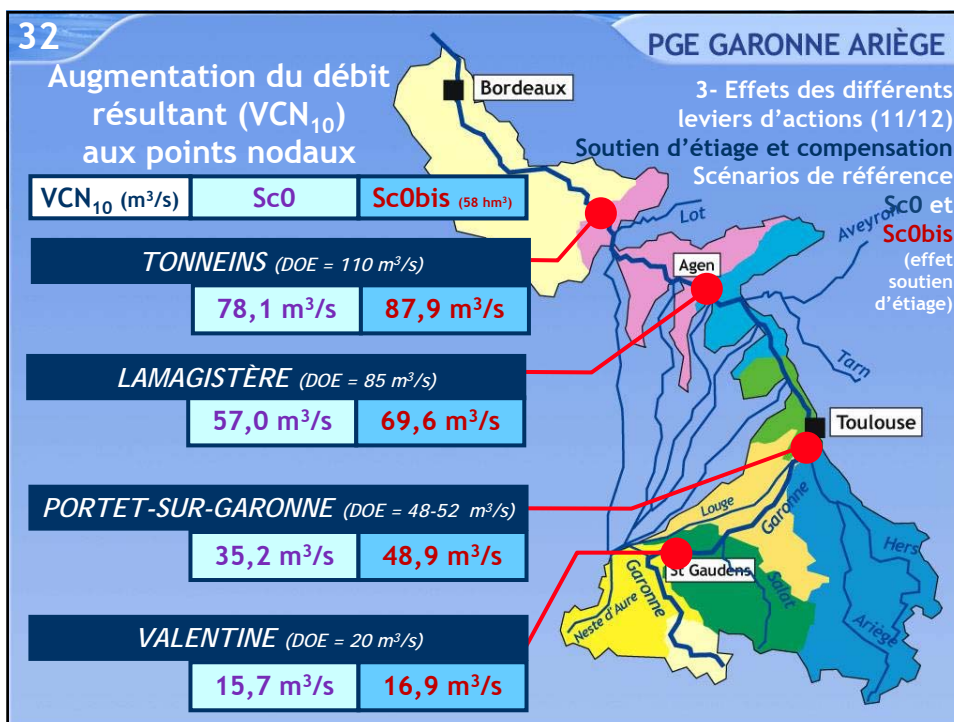 32
PGE GARONNE ARIÈGE
Augmentation du débit
résultant (VCN10)
aux points nodaux
3- Effets des différents
leviers d'actions (11/12)
Soutien d'étiage et compensation
Scénarios de référence
Sc0 et
Sc0bis
(effet
soutien
d'étiage)
VCN10 (m³/s) Sc0 Sc0bis (58 hm³)
TONNEINS (DOE = 110 m³/s)
78,1 m³/s 87,9 m³/s
LAMAGISTÈRE (DOE = 85 m³/s)
57,0 m³/s 69,6 m³/s
PORTET-SUR-GARONNE (DOE = 48-52 m³/s)
35,2 m³/s 48,9 m³/s
VALENTINE (DOE = 20 m³/s)
15,7 m³/s 16,9 m³/s
Bordeaux
Lot
Aveyron
Agen
Tarn
Toulouse
Louge
Garonne
Hers
St Gaudens
Garonne
Salat
Neste d'Aure
Ariège